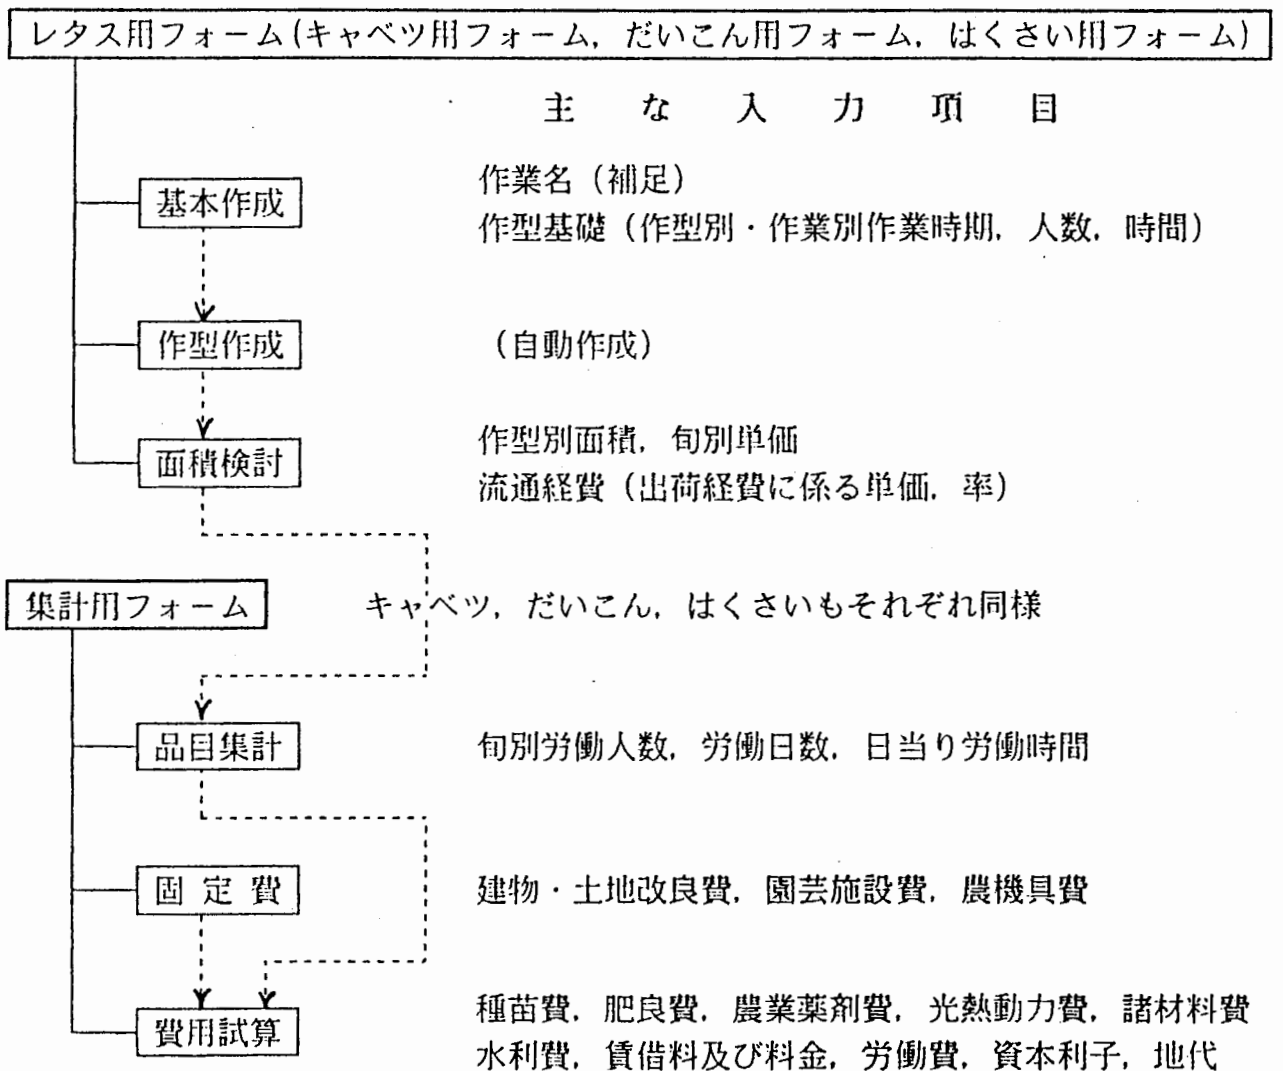 レタス用フォーム(キャベツ用フォーム, だいこん用フォーム, はくさい用フォーム)
主な入力項目
基本作成
作業名(補足)
作型基礎(作型別・作業別作業時期, 人数, 時間)
作型作成
(自動作成)
面積検討
作型別面積, 旬別単価
流通経費(出荷経費に係る単価, 率)
集計用フォーム
キャベツ, だいこん, はくさいもそれぞれ同様
品目集計
旬別労働人数, 労働日数, 日当り労働時間
固定費
建物・土地改良費, 園芸施設費, 農機具費
費用試算
種苗費, 肥良費, 農業薬剤費, 光熱動力費, 諸材料費
水利費, 賃借料及び料金, 労働費, 資本利子, 地代